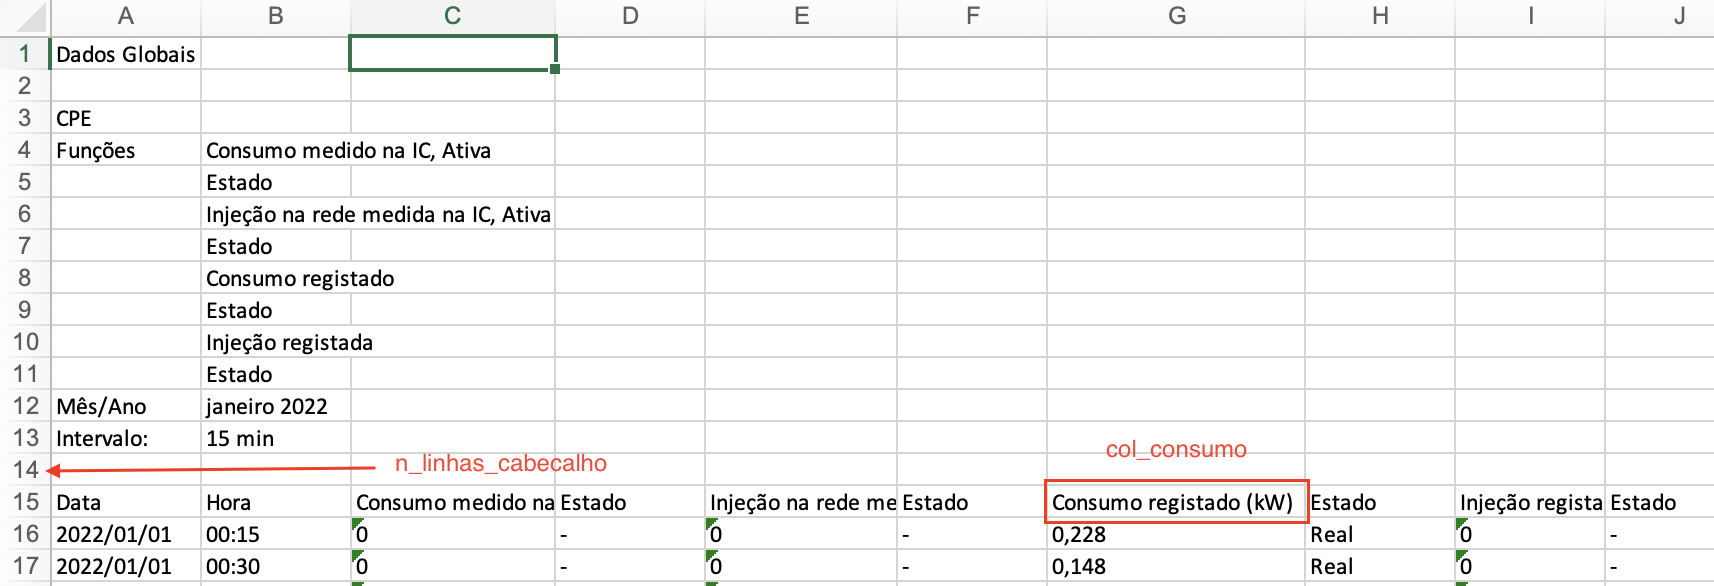 A B C D E F G H I J
1 Dados Globais
2
3 CPE
4 Funções Consumo medido na IC, Ativa
5 Estado
6 Injeção na rede medida na IC, Ativa
7 Estado
8 Consumo registado
9 Estado
10 Injeção registada
11 Estado
12 Mês/Ano janeiro 2022
13 Intervalo: 15 min
col_consumo
14 n_linhas_cabecalho
15 Data Hora Consumo medido na Estado Injeção na rede me Estado Consumo registado (kW) Estado Injeção regista Estado
16 2022/01/01 00:15 0 - 0 - 0,228 Real 0 -
17 2022/01/01 00:30 0 - 0 - 0,148 Real 0 -